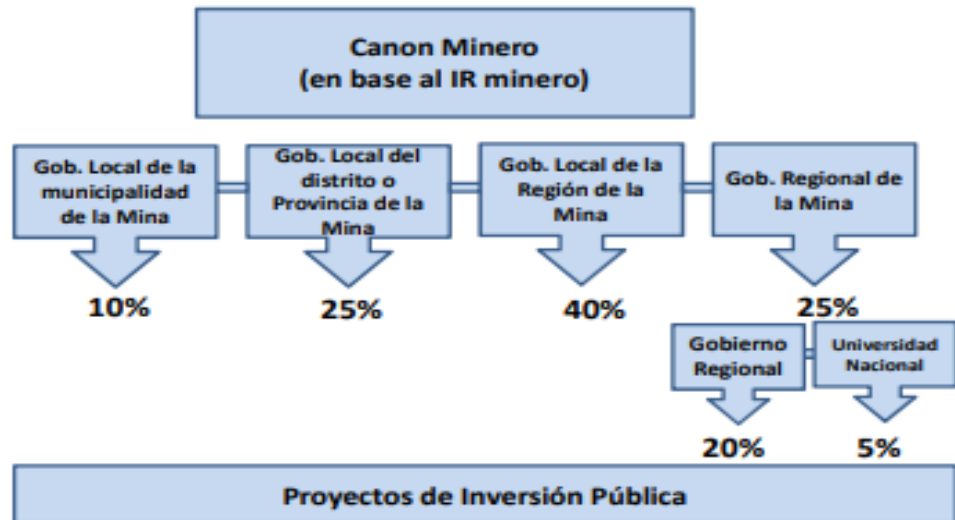 Canon Minero
(en base al IR minero)
Gob. Local de la
municipalidad
de la Mina
Gob. Local del
distrito o
Provincia de la
Mina
Gob. Local de la
Región de la
Mina
Gob. Regional de
la Mina
10%
25%
40%
25%
Gobierno
Regional
Universidad
Nacional
20%
5%
Proyectos de Inversión Pública